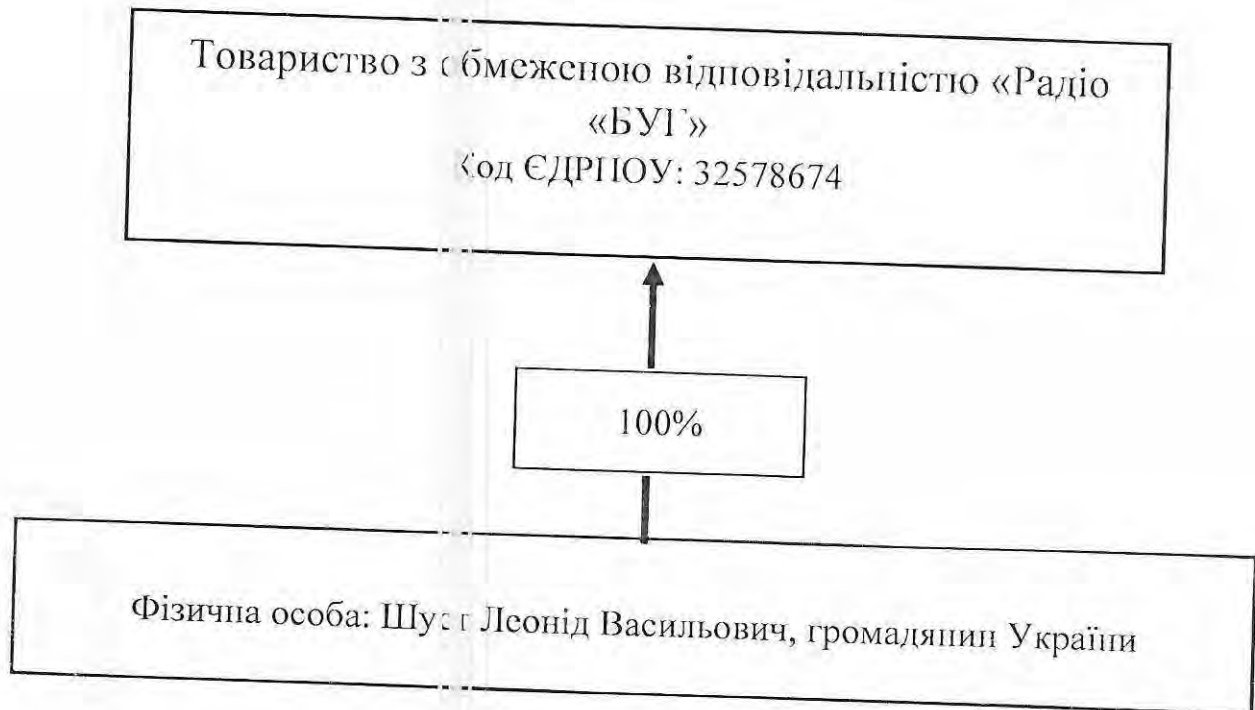 Товариство з обмеженою відповідальністю «Радіо
«БУГ»
Код ЄДРПОУ: 32578674
100%
Фізична особа: Леонід Васильович, громадянин України